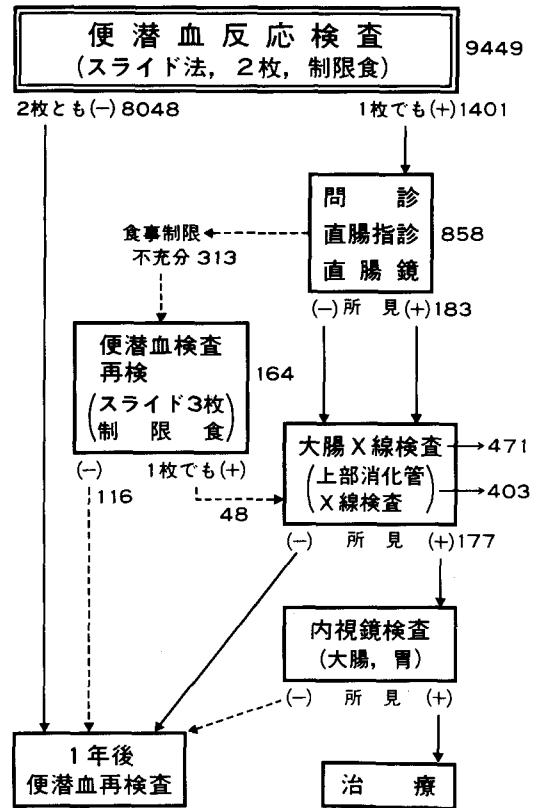 便潜血反応検査
(スライド法, 2枚, 制限食)
9449
2枚とも(−)8048
1枚でも(+)1401
問診
直腸指診
直腸鏡
858
食事制限
不充分 313
(−)所見(+)183
便潜血検査
再検
(スライド3枚
制限食)
164
大腸X線検査→471
(上部消化管
X線検査)→403
(−) 1枚でも(+)
116
48
(−) 所見 (+)177
内視鏡検査
(大腸, 胃)
(−) 所見 (+)
1年後
便潜血再検査
治療